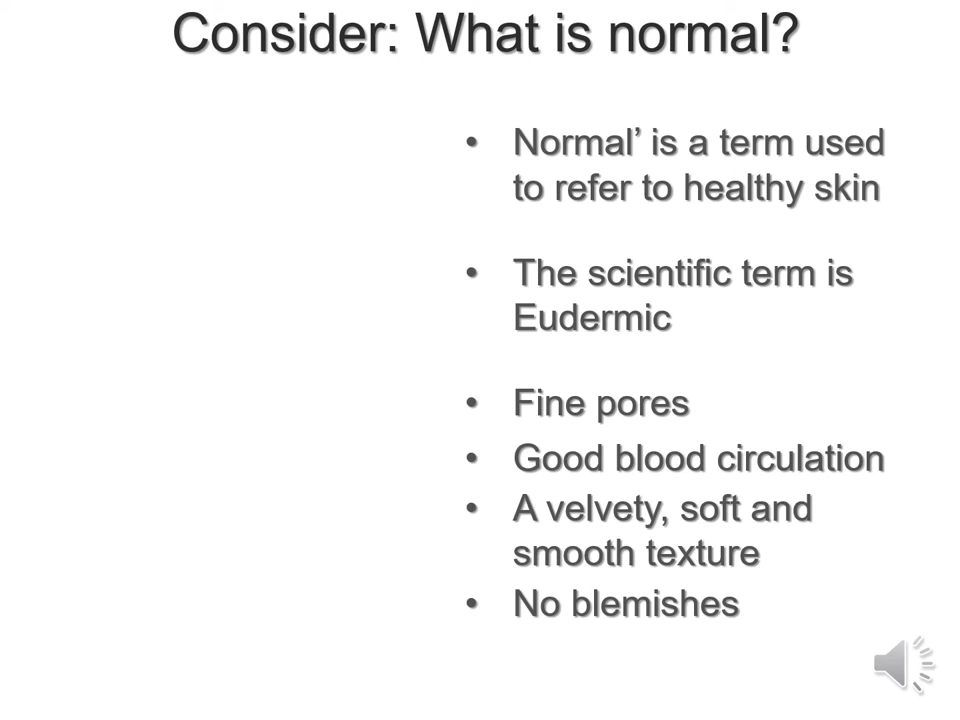 Consider: What is normal?
• Normal’ is a term used
to refer to healthy skin
• The scientific term is
Eudermic
• Fine pores
• Good blood circulation
• A velvety, soft and
smooth texture
• No blemishes